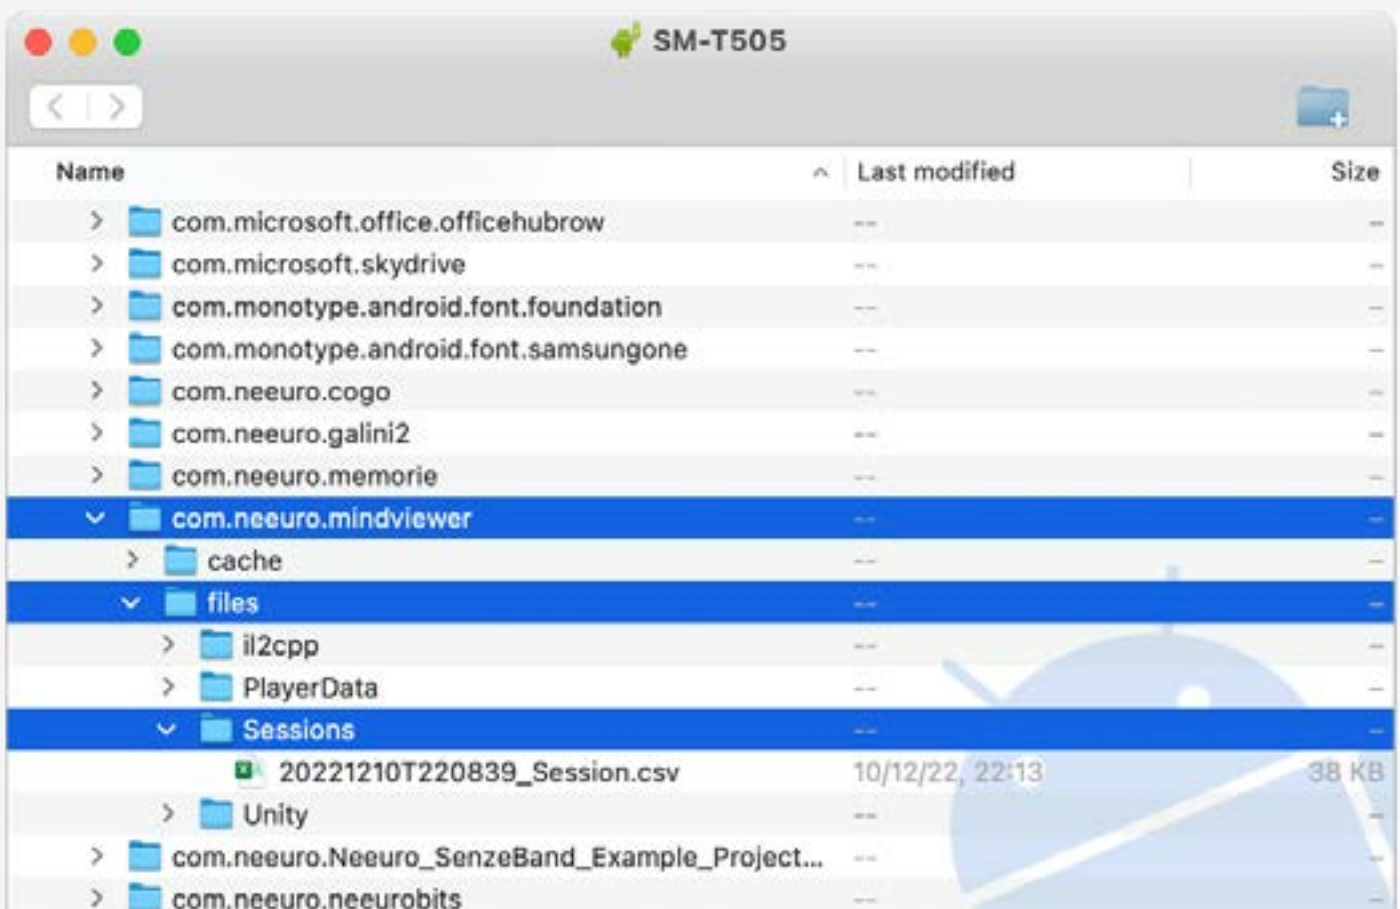 SM-T505
Name Last modified Size
com.microsoft.office.officehubrow -- --
com.microsoft.skydrive -- --
com.monotype.android.font.foundation -- --
com.monotype.android.font.samsungone -- --
com.neeuro.cogo -- --
com.neeuro.galini2 -- --
com.neeuro.memorie -- --
com.neeuro.mindviewer -- --
cache -- --
files -- --
il2cpp -- --
PlayerData -- --
Sessions -- --
20221210T220839_Session.csv 10/12/22, 22:13 38 KB
Unity -- --
com.neeuro.Neeuro_SenzeBand_Example_Project... -- --
com.neeuro.neeurobits -- --